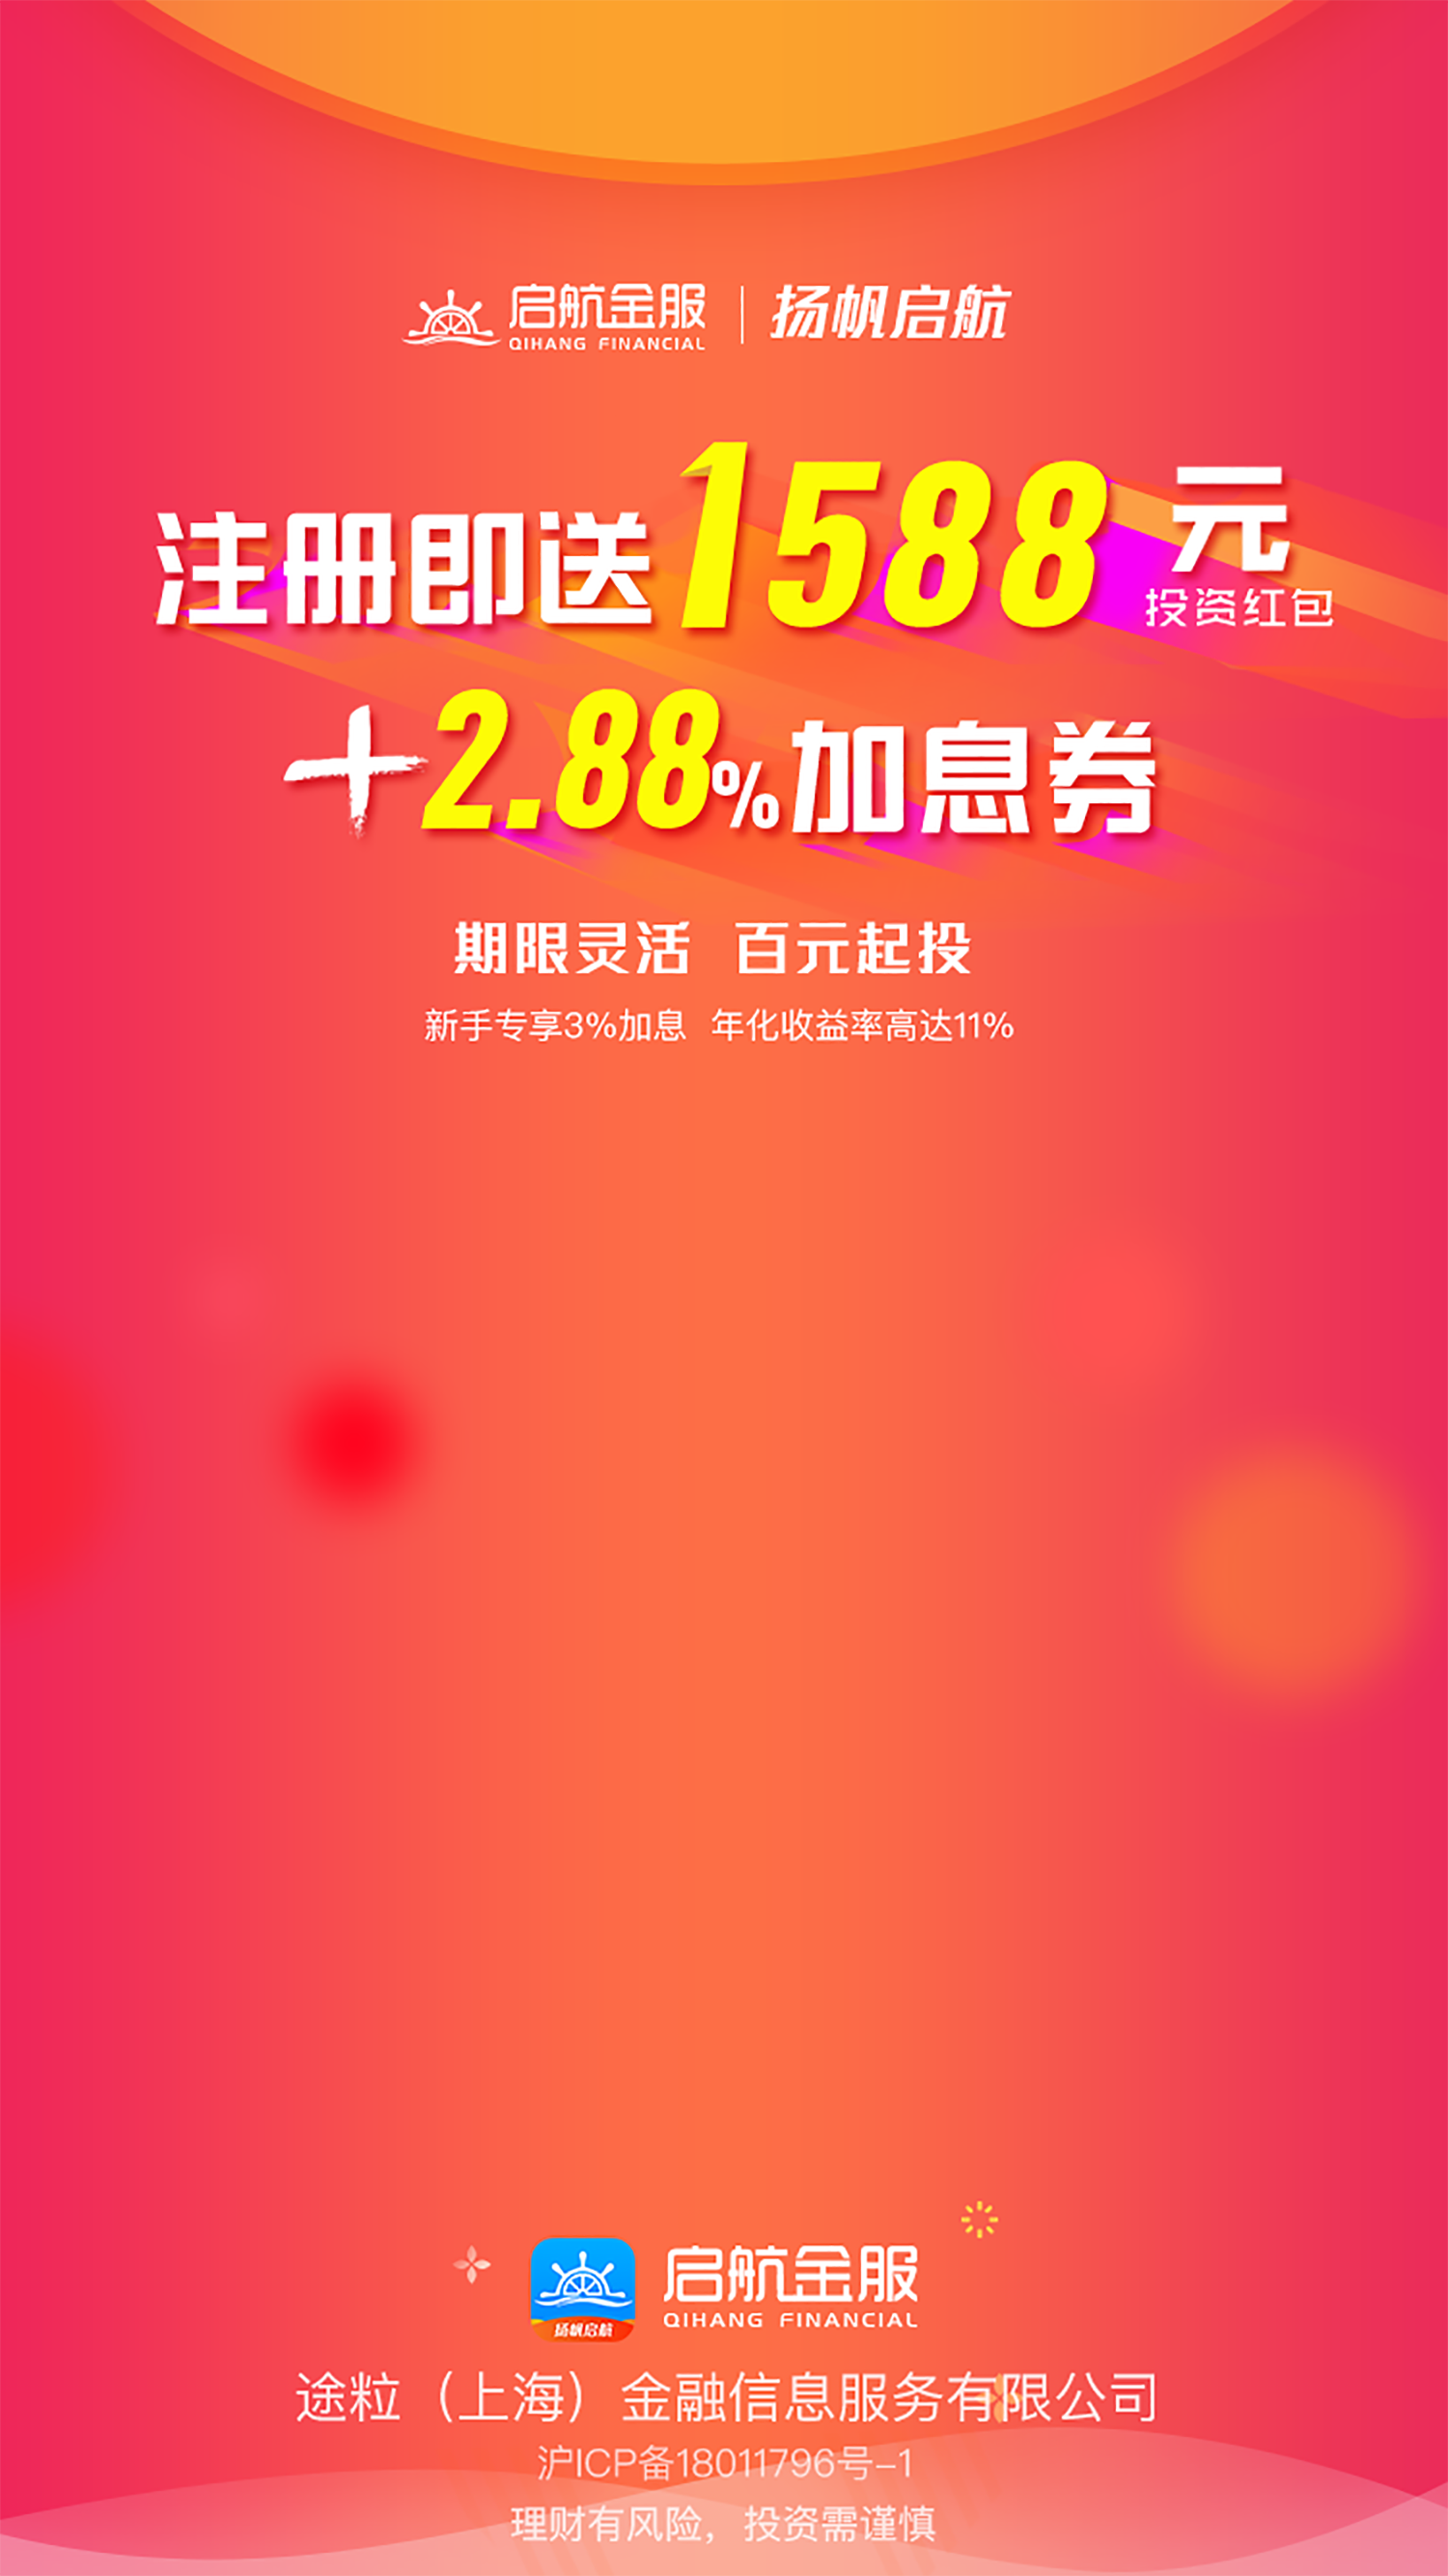 启航金服 扬帆启航
QIHANG FINANCIAL
注册即送1588元
投资红包
+2.88%加息券
期限灵活 百元起投
新手专享3%加息 年化收益率高达11%
启航金服
QIHANG FINANCIAL
扬帆启航
途粒（上海）金融信息服务有限公司
沪ICP备18011796号-1
理财有风险，投资需谨慎